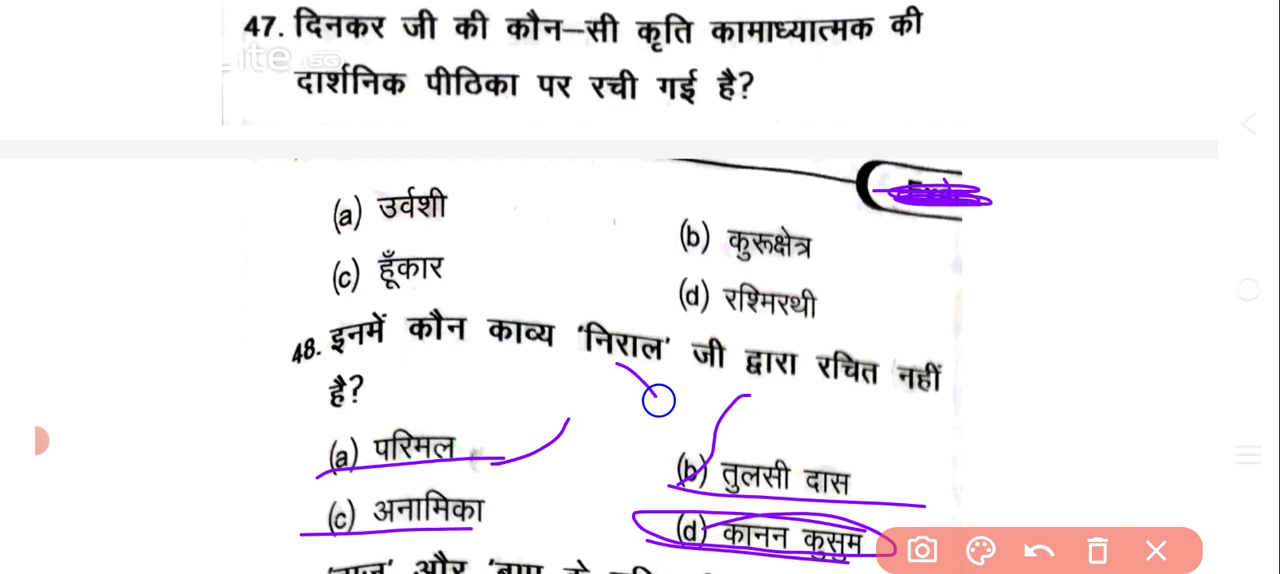 47. दिनकर जी की कौन–सी कृति कामाध्यात्मक की
दार्शनिक पीठिका पर रची गई है?
(a) उर्वशी
(b) कुरूक्षेत्र
(c) हूँकार
(d) रश्मिरथी
48. इनमें कौन काव्य 'निराल' जी द्वारा रचित नहीं
है?
(a) परिमल
(b) तुलसी दास
(c) अनामिका
(d) कानन कुसुम
और